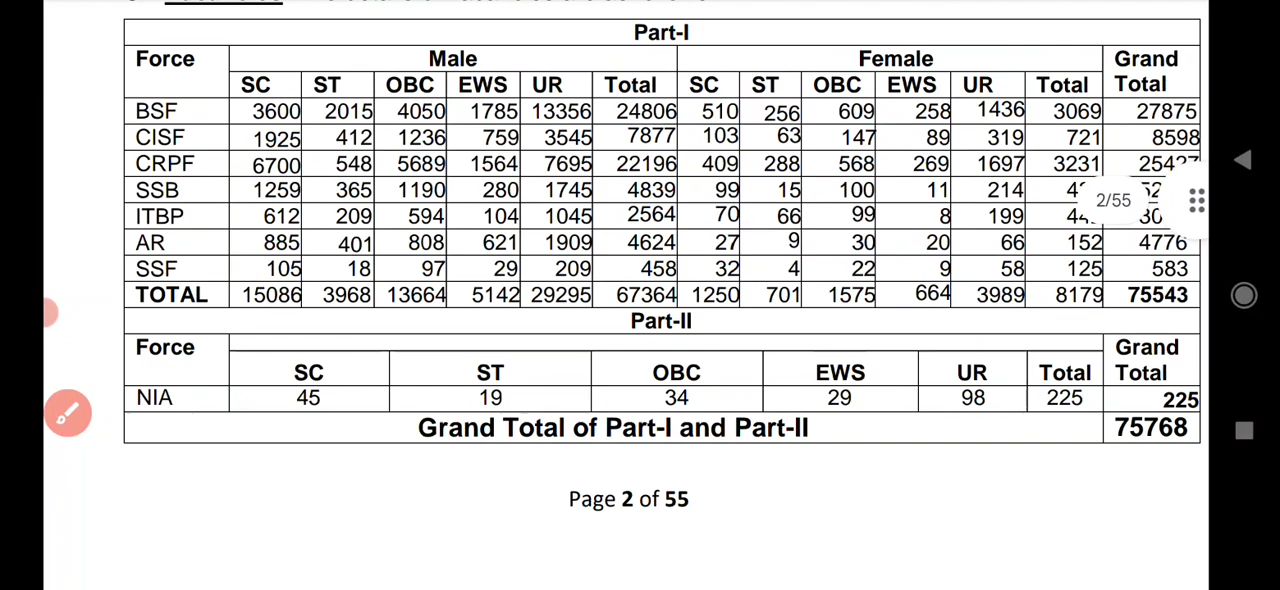 Part-I
Force Male Female Grand Total
SC ST OBC EWS UR Total SC ST OBC EWS UR Total
BSF 3600 2015 4050 1785 13356 24806 510 256 609 258 1436 3069 27875
CISF 1925 412 1236 759 3545 7877 103 63 147 89 319 721 8598
CRPF 6700 548 5689 1564 7695 22196 409 288 568 269 1697 3231
SSB 1259 365 1190 280 1745 4839 99 15 100 11 214
2/55
ITBP 612 209 594 104 1045 2564 70 66 99 8 199
AR 885 401 808 621 1909 4624 27 9 30 20 66 152 4776
SSF 105 18 97 29 209 458 32 4 22 9 58 125 583
TOTAL 15086 3968 13664 5142 29295 67364 1250 701 1575 664 3989 8179 75543
Part-II
Force Grand Total
SC ST OBC EWS UR Total
NIA 45 19 34 29 98 225 225
Grand Total of Part-I and Part-II 75768
Page 2 of 55